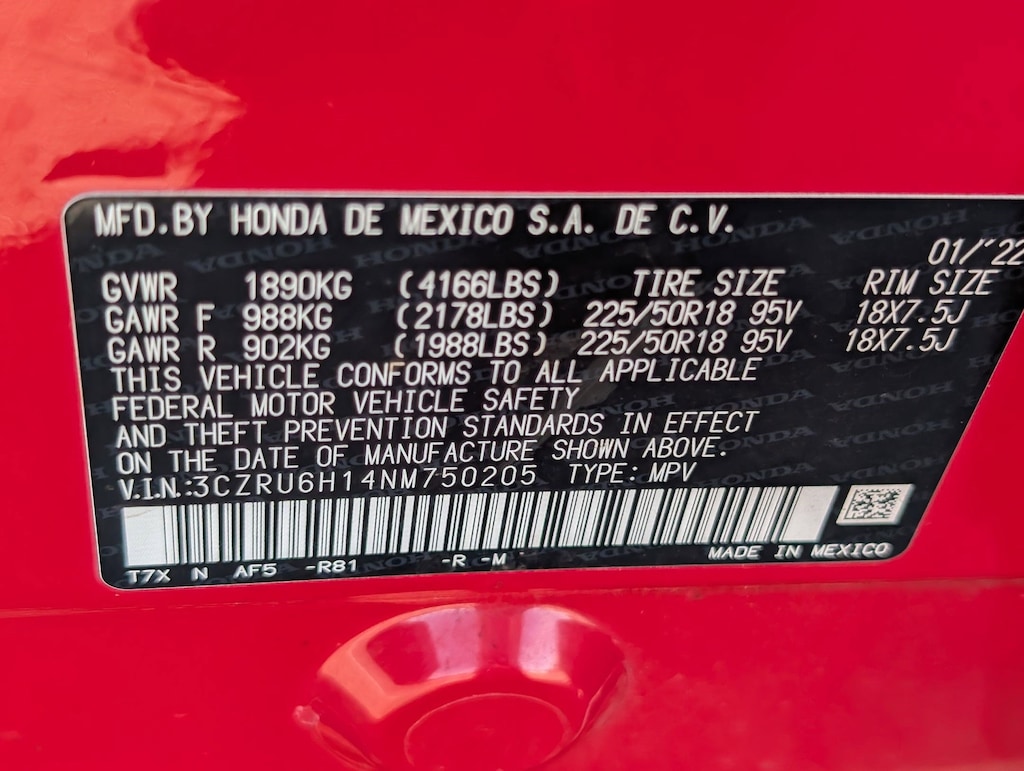 MFD.BY HONDA DE MEXICO S.A. DE C.V.
01/'22
GVWR 1890KG (4166LBS) TIRE SIZE RIM SIZE
GAWR F 988KG (2178LBS) 225/50R18 95V 18X7.5J
GAWR R 902KG (1988LBS) 225/50R18 95V 18X7.5J
THIS VEHICLE CONFORMS TO ALL APPLICABLE
FEDERAL MOTOR VEHICLE SAFETY
AND THEFT PREVENTION STANDARDS IN EFFECT
ON THE DATE OF MANUFACTURE SHOWN ABOVE.
V.I.N.:3CZRU6H14NM750205 TYPE:MPV
T7X N AF5 -R81 -R -M MADE IN MEXICO